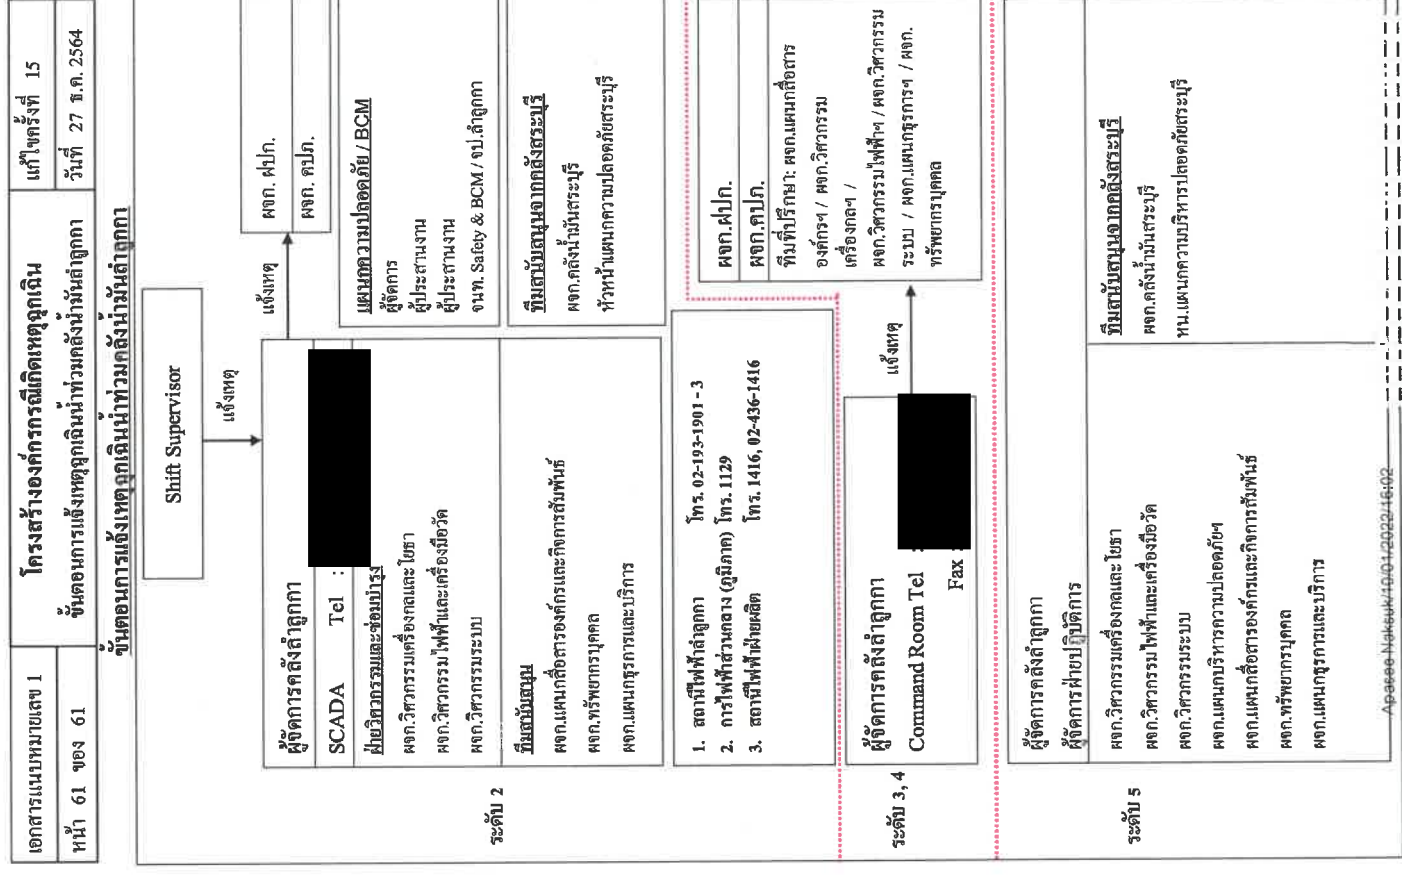 เอกสารแนบหมายเลข 1
หน้า 61 ของ 61
โครงสร้างองค์กรกรณีเกิดเหตุฉุกเฉิน
ขั้นตอนการแจ้งเหตุฉุกเฉินน้ำท่วมคลังน้ำมันลำลูกกา
แก้ไขครั้งที่ 15
วันที่ 27 ธ.ค. 2564
ขั้นตอนการแจ้งเหตุฉุกเฉินน้ำท่วมคลังน้ำมันลำลูกกา
Shift Supervisor
แจ้งเหตุ
ระดับ 2
ผู้จัดการคลังลำลูกกา
SCADA Tel :
ฝ่ายวิศวกรรมและซ่อมบำรุง
ผจก.วิศวกรรมเครื่องกลและโยธา
ผจก.วิศวกรรมไฟฟ้าและเครื่องมือวัด
ผจก.วิศวกรรมระบบ
ทีมสนับสนุน
ผจก.แผนกสื่อสารองค์กรและกิจการสัมพันธ์
ผจก.ทรัพยากรบุคคล
ผจก.แผนกธุรการและบริการ
แจ้งเหตุ
ผจก. ฝปก.
ผจก. คปภ.
แผนกความปลอดภัย / BCM
ผู้จัดการ
ผู้ประสานงาน
ผู้ประสานงาน
จนท. Safety & BCM / จป.ลำลูกกา
ทีมสนับสนุนจากคลังสระบุรี
ผจก.คลังน้ำมันสระบุรี
หัวหน้าแผนกความปลอดภัยสระบุรี
1. สถานีไฟฟ้าลำลูกกา โทร. 02-193-1901 - 3
2. การไฟฟ้าส่วนกลาง (ภูมิภาค) โทร. 1129
3. สถานีไฟฟ้าฝ่ายผลิต โทร. 1416, 02-436-1416
ระดับ 3, 4
ผู้จัดการคลังลำลูกกา
Command Room Tel :
Fax :
แจ้งเหตุ
ผจก.ฝปก.
ผจก.คปภ.
ทีมที่ปรึกษา: ผจก.แผนกสื่อสาร
องค์กรฯ / ผจก.วิศวกรรม
เครื่องกลฯ /
ผจก.วิศวกรรมไฟฟ้าฯ / ผจก.วิศวกรรม
ระบบ / ผจก.แผนกธุรการฯ / ผจก.
ทรัพยากรบุคคล
ระดับ 5
ผู้จัดการคลังลำลูกกา
ผู้จัดการฝ่ายปฏิบัติการ
ผจก.วิศวกรรมเครื่องกลและโยธา
ผจก.วิศวกรรมไฟฟ้าและเครื่องมือวัด
ผจก.วิศวกรรมระบบ
ผจก.แผนกบริหารความปลอดภัยฯ
ผจก.แผนกสื่อสารองค์กรและกิจการสัมพันธ์
ผจก.ทรัพยากรบุคคล
ผจก.แผนกธุรการและบริการ
ทีมสนับสนุนจากคลังสระบุรี
ผจก.คลังน้ำมันสระบุรี
หน.แผนกความบริหารปลอดภัยสระบุรี
Apasee Naksuk/10/01/2022/16:02